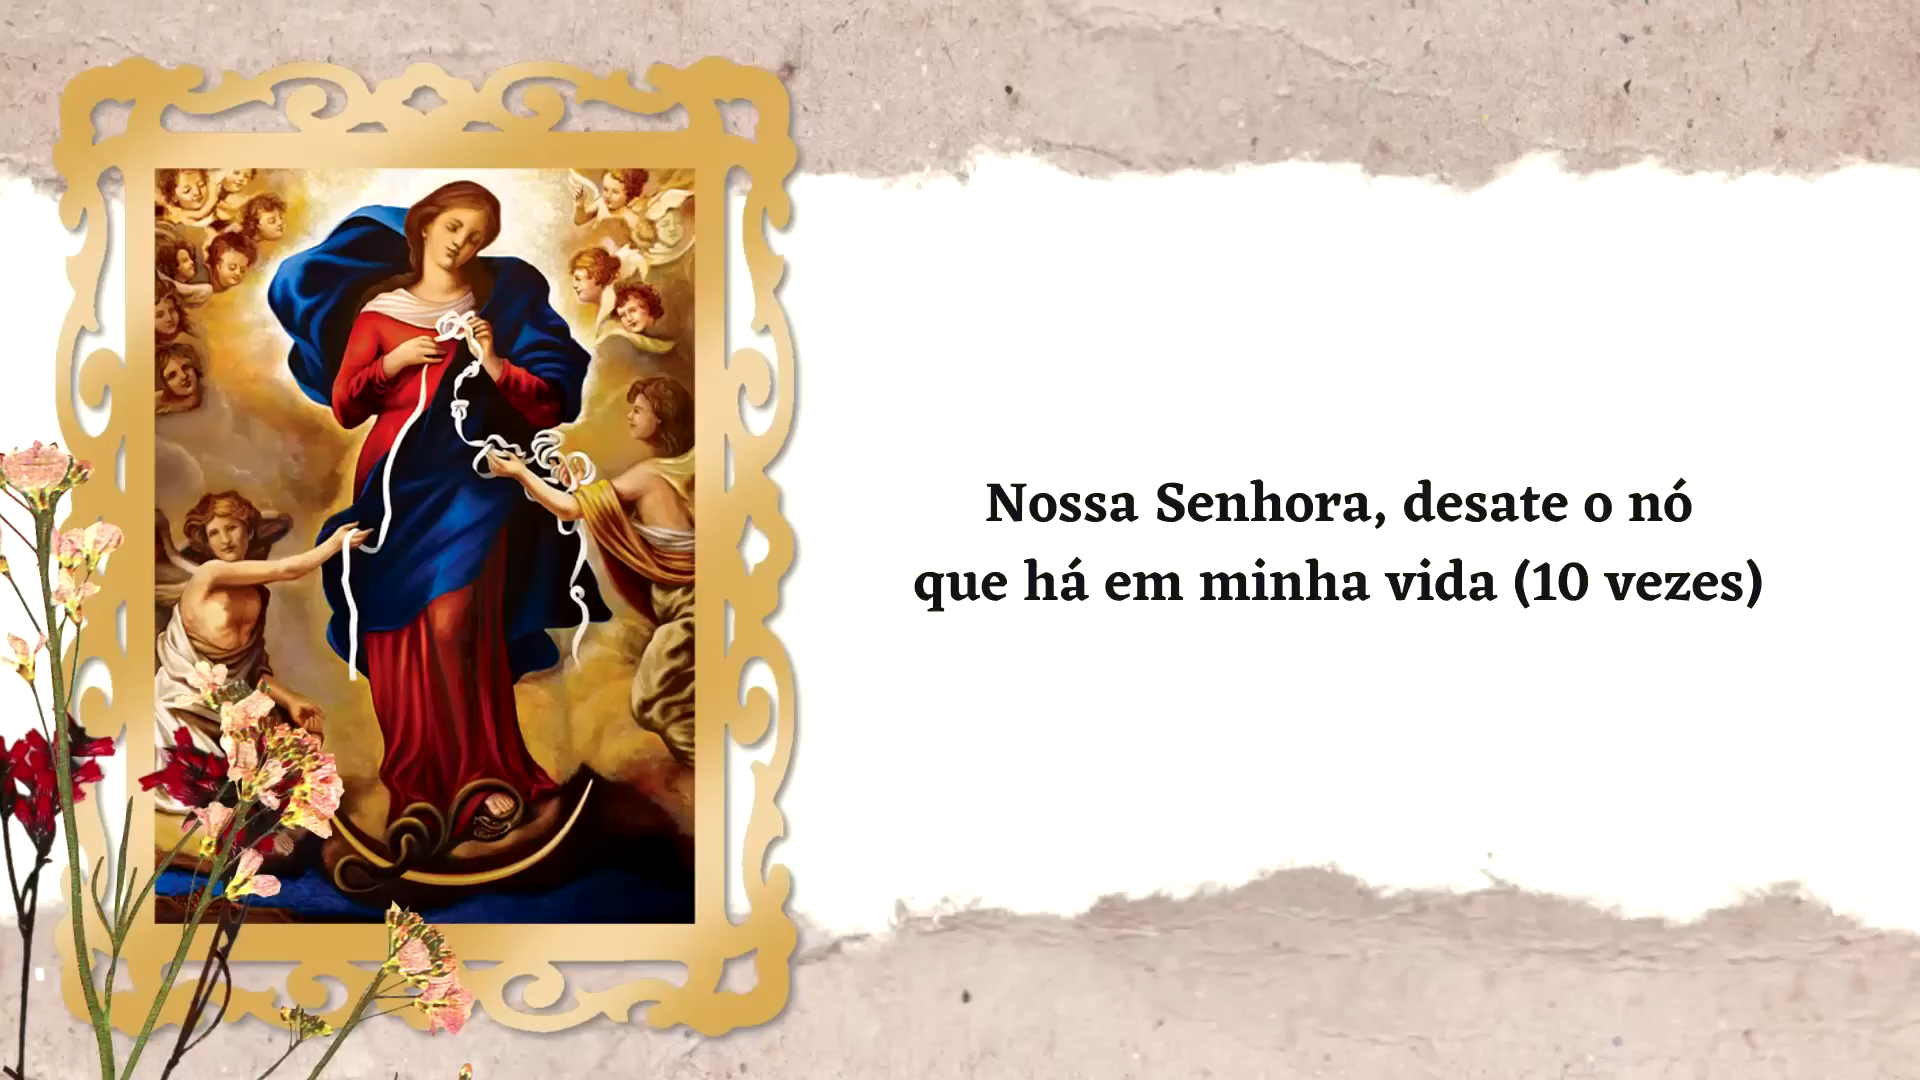 Nossa Senhora, desate o nó
que há em minha vida (10 vezes)